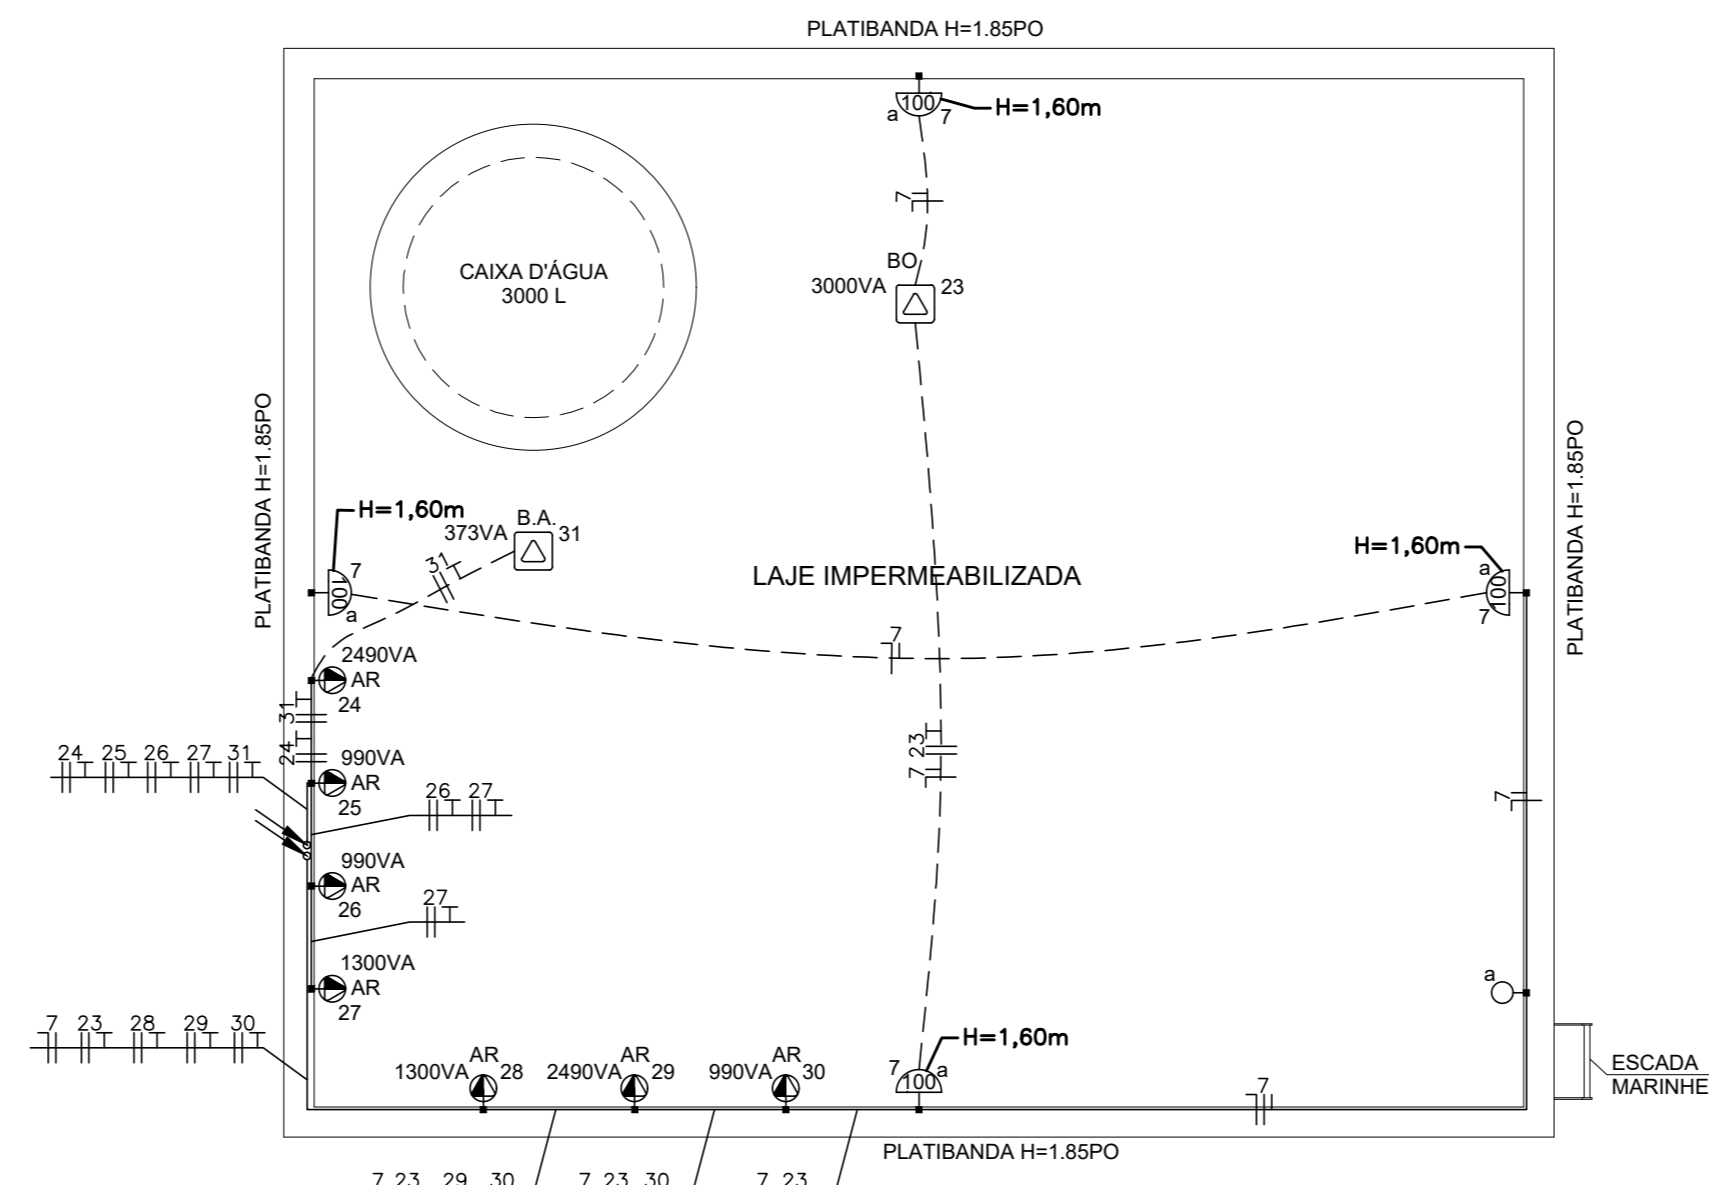 PLATIBANDA H=1.85PO
100
a
7
H=1,60m
7
CAIXA D'ÁGUA
3000 L
BO
3000VA
23
PLATIBANDA H=1.85PO
PLATIBANDA H=1.85PO
H=1,60m
B.A.
373VA
31
31
7
100
a
LAJE IMPERMEABILIZADA
H=1,60m
a
100
7
7
2490VA
AR
24
31
24
23
7
7
24 25 26 27 31
990VA
AR
25
26 27
990VA
AR
26
27
1300VA
AR
27
a
7 23 28 29 30
AR
1300VA 28
AR
2490VA 29
AR
990VA 30
7
100
a
H=1,60m
7
ESCADA
MARINHE
PLATIBANDA H=1.85PO
7 23 29 30
7 23 30
7 23